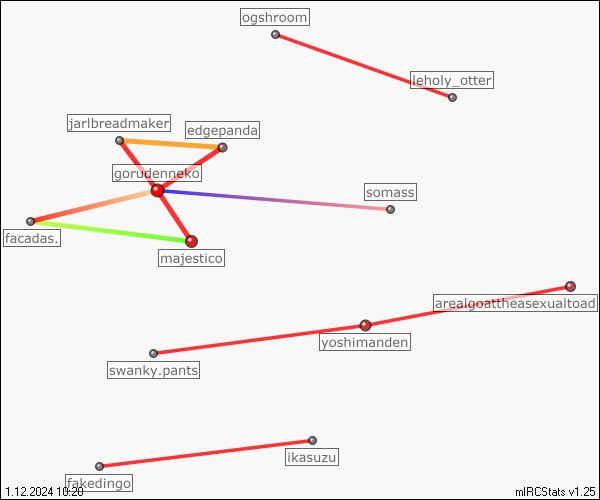 ogshroom
leholy_otter
jarlbreadmaker
edgepanda
gorudenneko
somass
facadas.
majestico
arealgoattheasexualtoad
yoshimanden
swanky.pants
ikasuzu
fakedingo
1.12.2024 10:20
mIRCStats v1.25